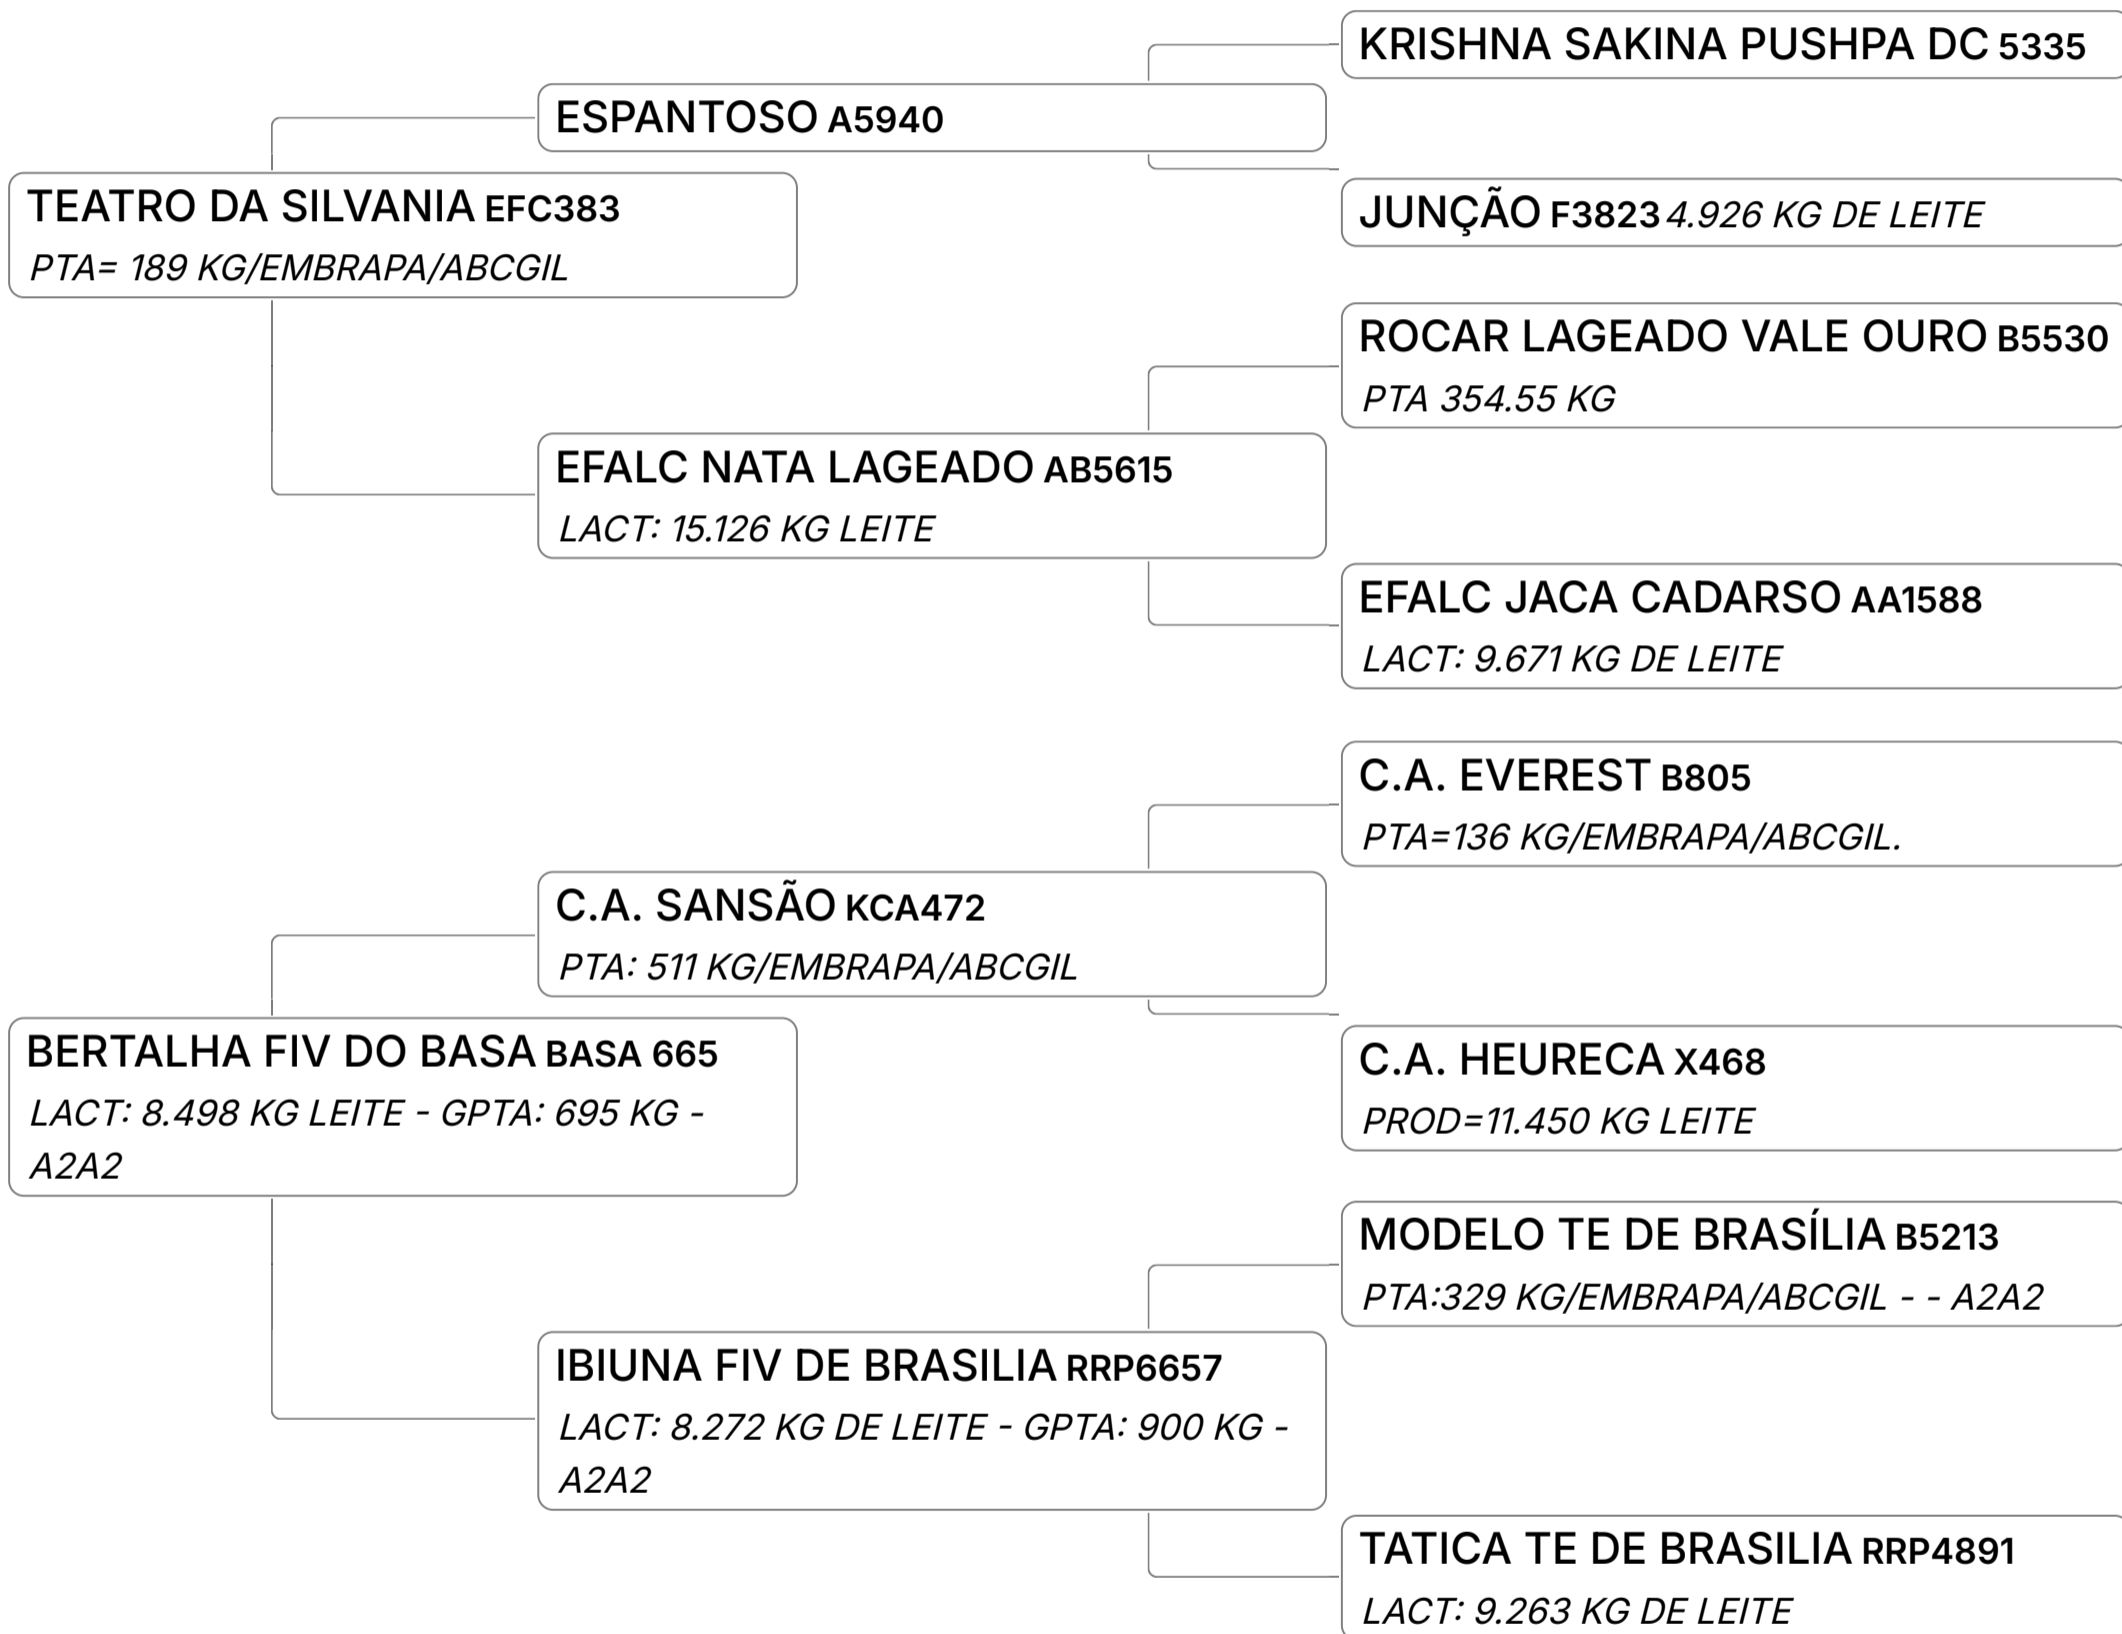 KRISHNA SAKINA PUSHPA DC 5335
ESPANTOSO A5940
JUNÇÃO F3823 4.926 KG DE LEITE
TEATRO DA SILVANIA EFC383
PTA= 189 KG/EMBRAPA/ABCGIL
ROCAR LAGEADO VALE OURO B5530
PTA 354.55 KG
EFALC NATA LAGEADO AB5615
LACT: 15.126 KG LEITE
EFALC JACA CADARSO AA1588
LACT: 9.671 KG DE LEITE
C.A. EVEREST B805
PTA=136 KG/EMBRAPA/ABCGIL.
C.A. SANSÃO KCA472
PTA: 511 KG/EMBRAPA/ABCGIL
C.A. HEURECA X468
PROD=11.450 KG LEITE
BERTALHA FIV DO BASA BASA 665
LACT: 8.498 KG LEITE - GPTA: 695 KG -
A2A2
MODELO TE DE BRASÍLIA B5213
PTA:329 KG/EMBRAPA/ABCGIL - - A2A2
IBIUNA FIV DE BRASILIA RRP6657
LACT: 8.272 KG DE LEITE - GPTA: 900 KG -
A2A2
TATICA TE DE BRASILIA RRP4891
LACT: 9.263 KG DE LEITE